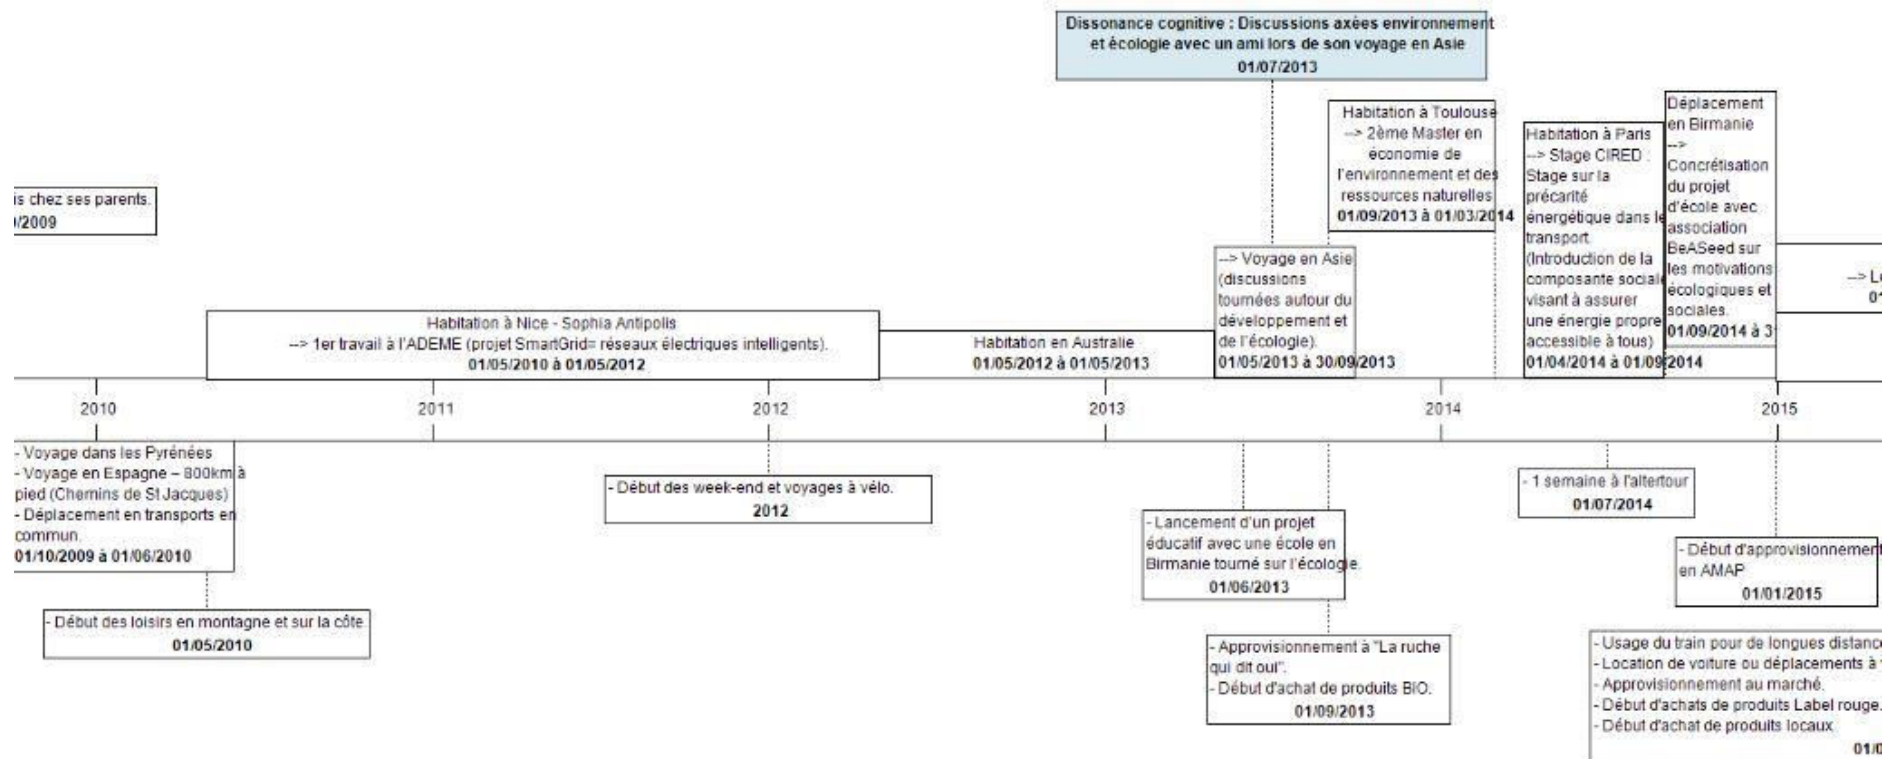 Dissonance cognitive : Discussions axées environnement
et écologie avec un ami lors de son voyage en Asie
01/07/2013
Habitation à Toulouse
--> 2ème Master en
économie de
l'environnement et des
ressources naturelles
01/09/2013 à 01/03/2014
Habitation à Paris
--> Stage CIRED :
Stage sur la
précarité
énergétique dans le
transport
(Introduction de la
composante sociale
visant à assurer
une énergie propre
accessible à tous)
01/04/2014 à 01/09/2014
Déplacement
en Birmanie
-->
Concrétisation
du projet
d'école avec
association
BeASeed sur
les motivations
écologiques et
sociales.
01/09/2014 à 3
is chez ses parents.
/2009
--> Voyage en Asie
(discussions
tournées autour du
développement et
de l'écologie).
01/05/2013 à 30/09/2013
--> L
0
Habitation à Nice - Sophia Antipolis
--> 1er travail à l'ADEME (projet SmartGrid= réseaux électriques intelligents).
01/05/2010 à 01/05/2012
Habitation en Australie
01/05/2012 à 01/05/2013
2010
2011
2012
2013
2014
2015
- Voyage dans les Pyrénées
- Voyage en Espagne – 800km à
pied (Chemins de St Jacques)
- Déplacement en transports en
commun.
01/10/2009 à 01/06/2010
- Début des loisirs en montagne et sur la côte
01/05/2010
- Début des week-end et voyages à vélo.
2012
- Lancement d'un projet
éducatif avec une école en
Birmanie tourné sur l'écologie.
01/06/2013
- Approvisionnement à "La ruche
qui dit oui".
- Début d'achat de produits BIO.
01/09/2013
- 1 semaine à l'altertour
01/07/2014
- Début d'approvisionnement
en AMAP
01/01/2015
- Usage du train pour de longues distance
- Location de voiture ou déplacements à
- Approvisionnement au marché.
- Début d'achats de produits Label rouge.
- Début d'achat de produits locaux
01/0